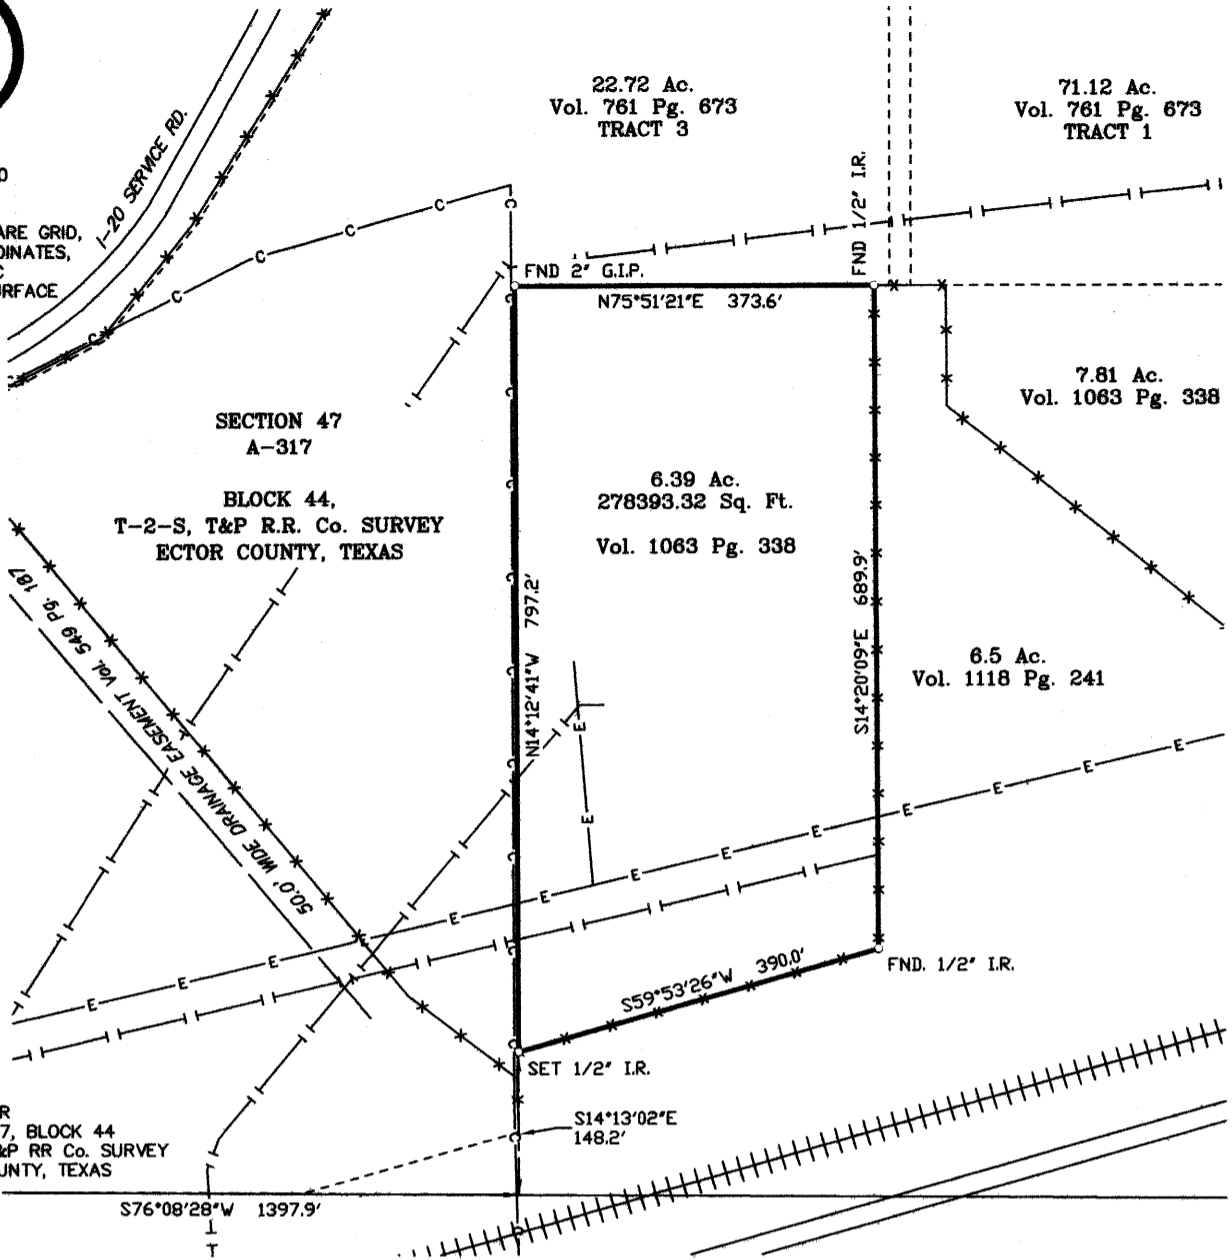 22.72 Ac.
Vol. 761 Pg. 673
TRACT 3
71.12 Ac.
Vol. 761 Pg. 673
TRACT 1
I-20 SERVICE RD.
ARE GRID,
DINATES,
C
RFACE
FND 2" G.I.P.
FND 1/2" I.R.
N75°51'21"E 373.6'
7.81 Ac.
Vol. 1063 Pg. 338
SECTION 47
A-317
BLOCK 44,
T-2-S, T&P R.R. Co. SURVEY
ECTOR COUNTY, TEXAS
6.39 Ac.
278393.32 Sq. Ft.
Vol. 1063 Pg. 338
N14°12'41"W 797.2'
S14°20'09"E 689.9'
6.5 Ac.
Vol. 1118 Pg. 241
50.0' WIDE DRAINAGE EASEMENT Vol. 549 Pg. 187
S59°53'26"W 390.0'
FND. 1/2" I.R.
SET 1/2" I.R.
S14°13'02"E
148.2'
R
7, BLOCK 44
&P RR Co. SURVEY
UNTY, TEXAS
S76°08'28"W 1397.9'